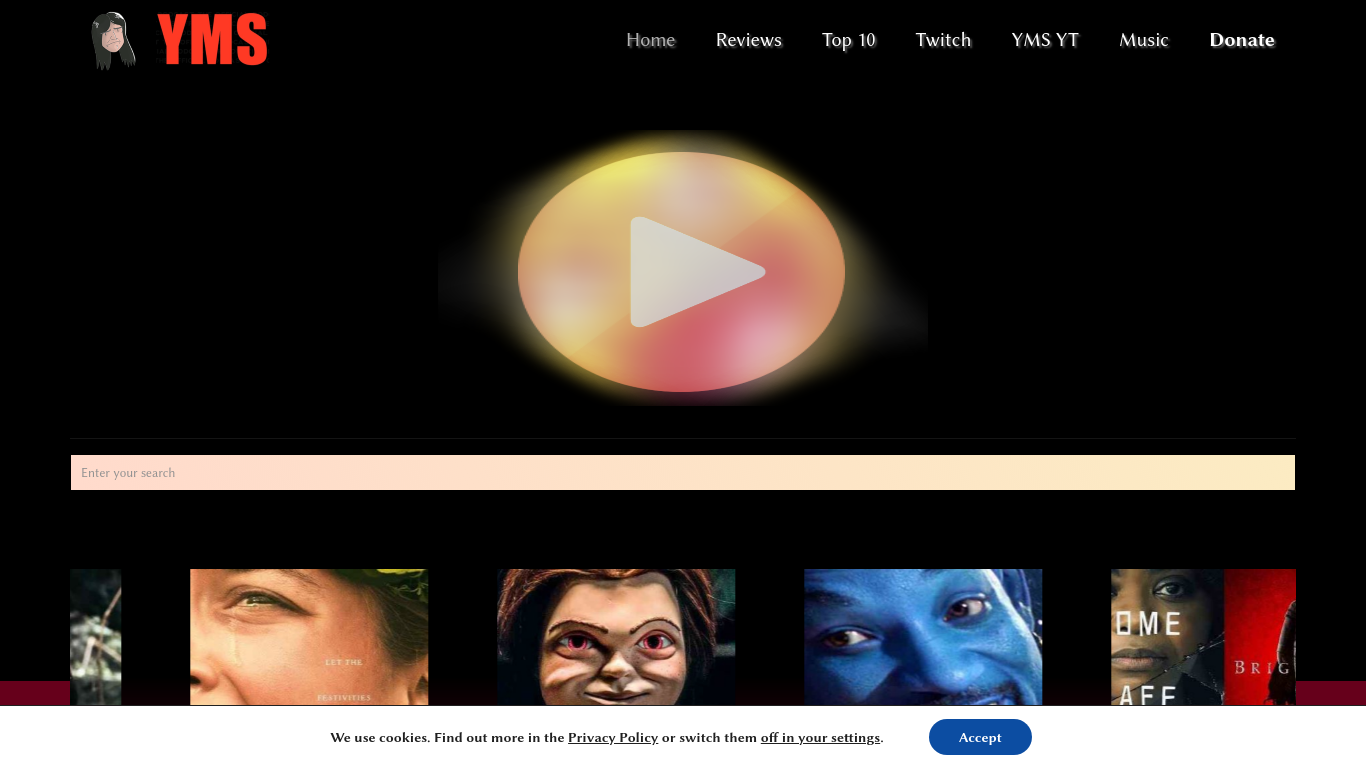 YMS
Home Reviews Top 10 Twitch YMS YT Music Donate
Enter your search
LET THE
FESTIVITIES
OME
AFF
BRIG
We use cookies. Find out more in the Privacy Policy or switch them off in your settings.
Accept